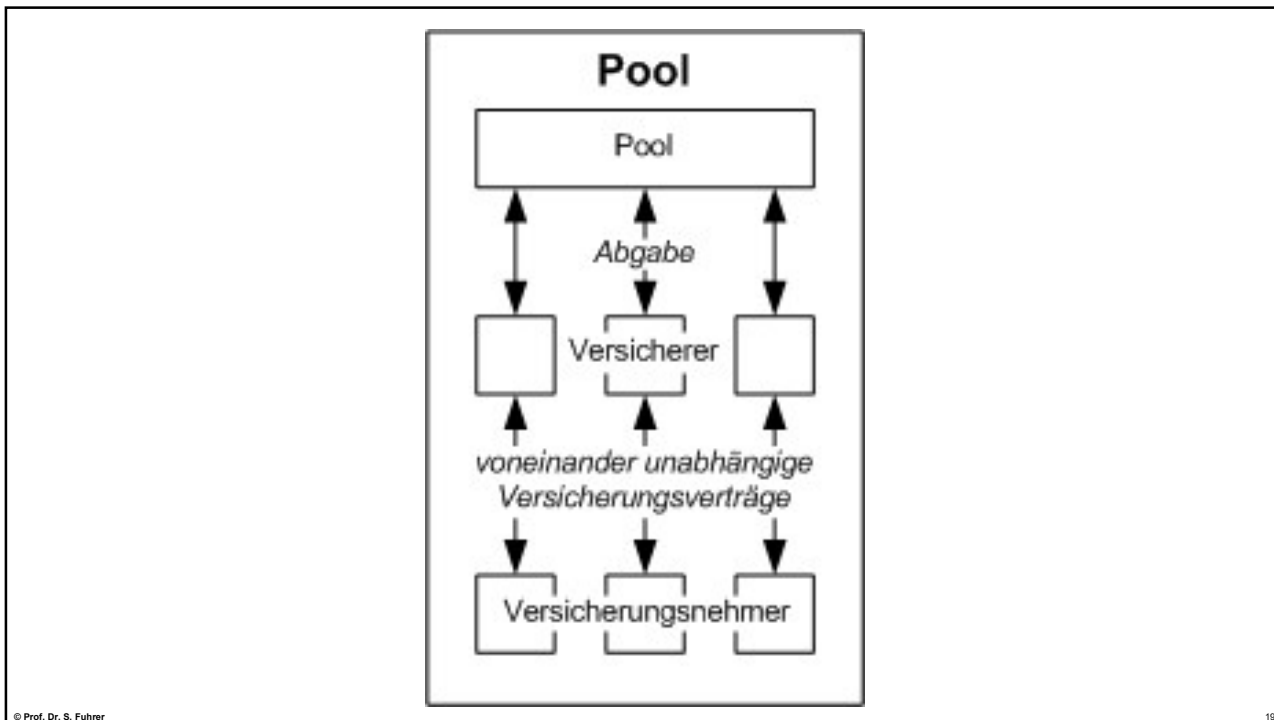 Pool
Pool
Abgabe
Versicherer
voneinander unabhängige
Versicherungsverträge
Versicherungsnehmer
© Prof. Dr. S. Fuhrer
19